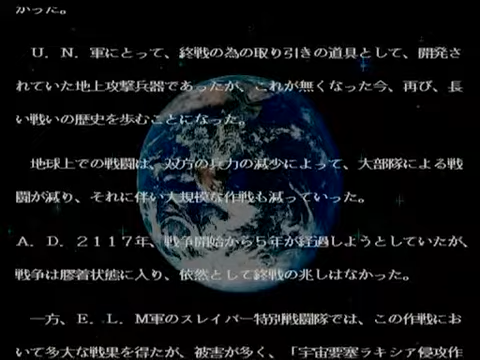 かった。
　Ｕ．Ｎ．軍にとって、終戦の為の取り引きの道具として、開発さ
れていた地上攻撃兵器であったが、これが無くなった今、再び、長
い戦いの歴史を歩むことになった。
　地球上での戦闘は、双方の兵力の減少によって、大部隊による戦
闘が減り、それに伴い大規模な作戦も減っていった。
Ａ．Ｄ．２１１７年、戦争開始から５年が経過しようとしていたが、
戦争は膠着状態に入り、依然として終戦の兆しはなかった。
　一方、Ｅ．Ｌ．Ｍ軍のスレイバー特別戦闘隊では、この作戦にお
いて多大な戦果を得たが、被害が多く、「宇宙要塞ラキシア侵攻作